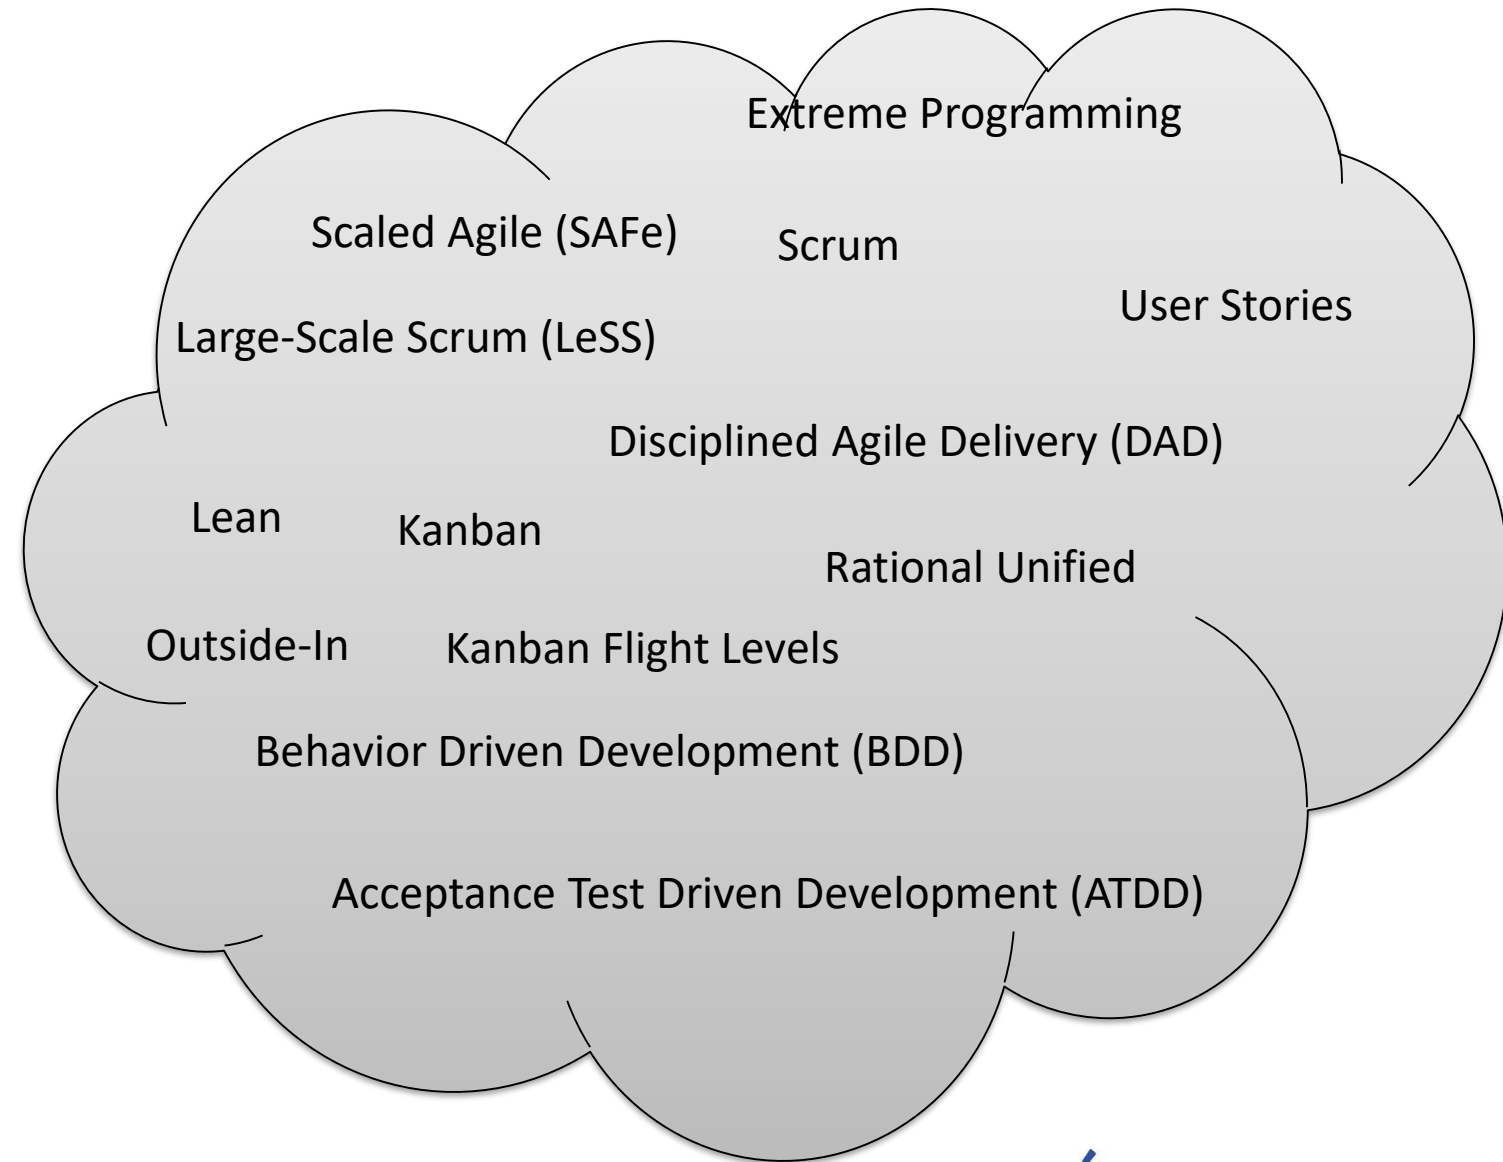 Extreme Programming
Scaled Agile (SAFe)
Scrum
User Stories
Large-Scale Scrum (LeSS)
Disciplined Agile Delivery (DAD)
Lean
Kanban
Rational Unified
Outside-In
Kanban Flight Levels
Behavior Driven Development (BDD)
Acceptance Test Driven Development (ATDD)